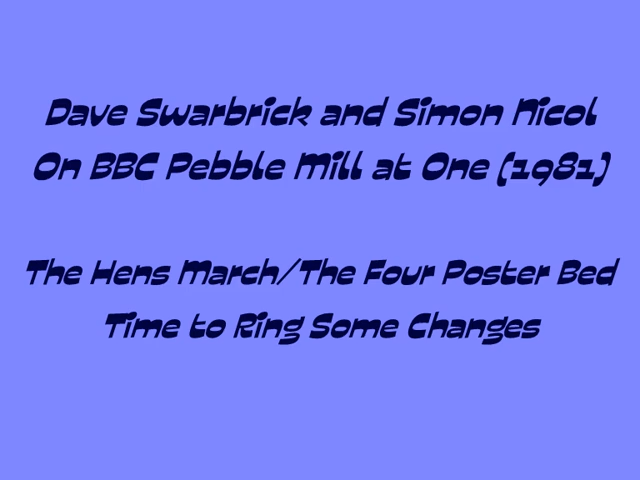 Dave Swarbrick and Simon Nicol
On BBC Pebble Mill at One (1981)
The Hens March/The Four Poster Bed
Time to Ring Some Changes